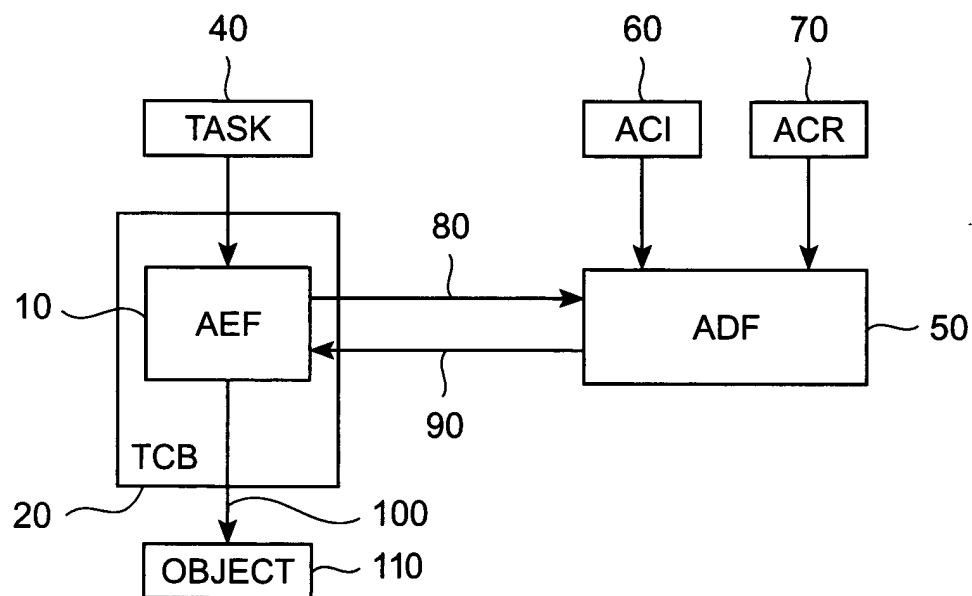 40 60 70
TASK ACI ACR
80
10 AEF ADF 50
90
TCB
20 100
OBJECT 110